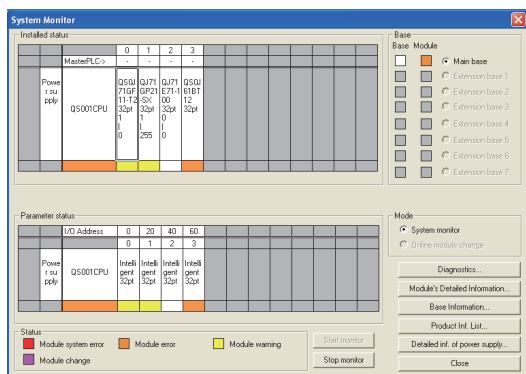 System Monitor
Installed status
Base
0 1 2 3
Base Module
MasterPLC-> - - - -
Main base
Extension base 1
Extension base 2
Extension base 3
Extension base 4
Extension base 5
Extension base 6
Extension base 7
Powe
r su
pply
QS001CPU
QS0J
71GF
11-T2
32pt
1
|
0
QJ71
GP21
-SX
32pt
1
|
255
QJ71
E71-1
00
32pt
0
|
0
QS0J
61BT
12
32pt
Parameter status
Mode
I/O Address 0 20 40 60
System monitor
0 1 2 3
Online module change
Powe
r su
pply
QS001CPU
Intelli
gent
32pt
Intelli
gent
32pt
Intelli
gent
32pt
Intelli
gent
32pt
Diagnostics...
Module's Detailed Information...
Base Information...
Product Inf. List...
Detailed inf. of power supply...
Close
Status
Module system error
Module error
Module warning
Module change
Start monitor
Stop monitor